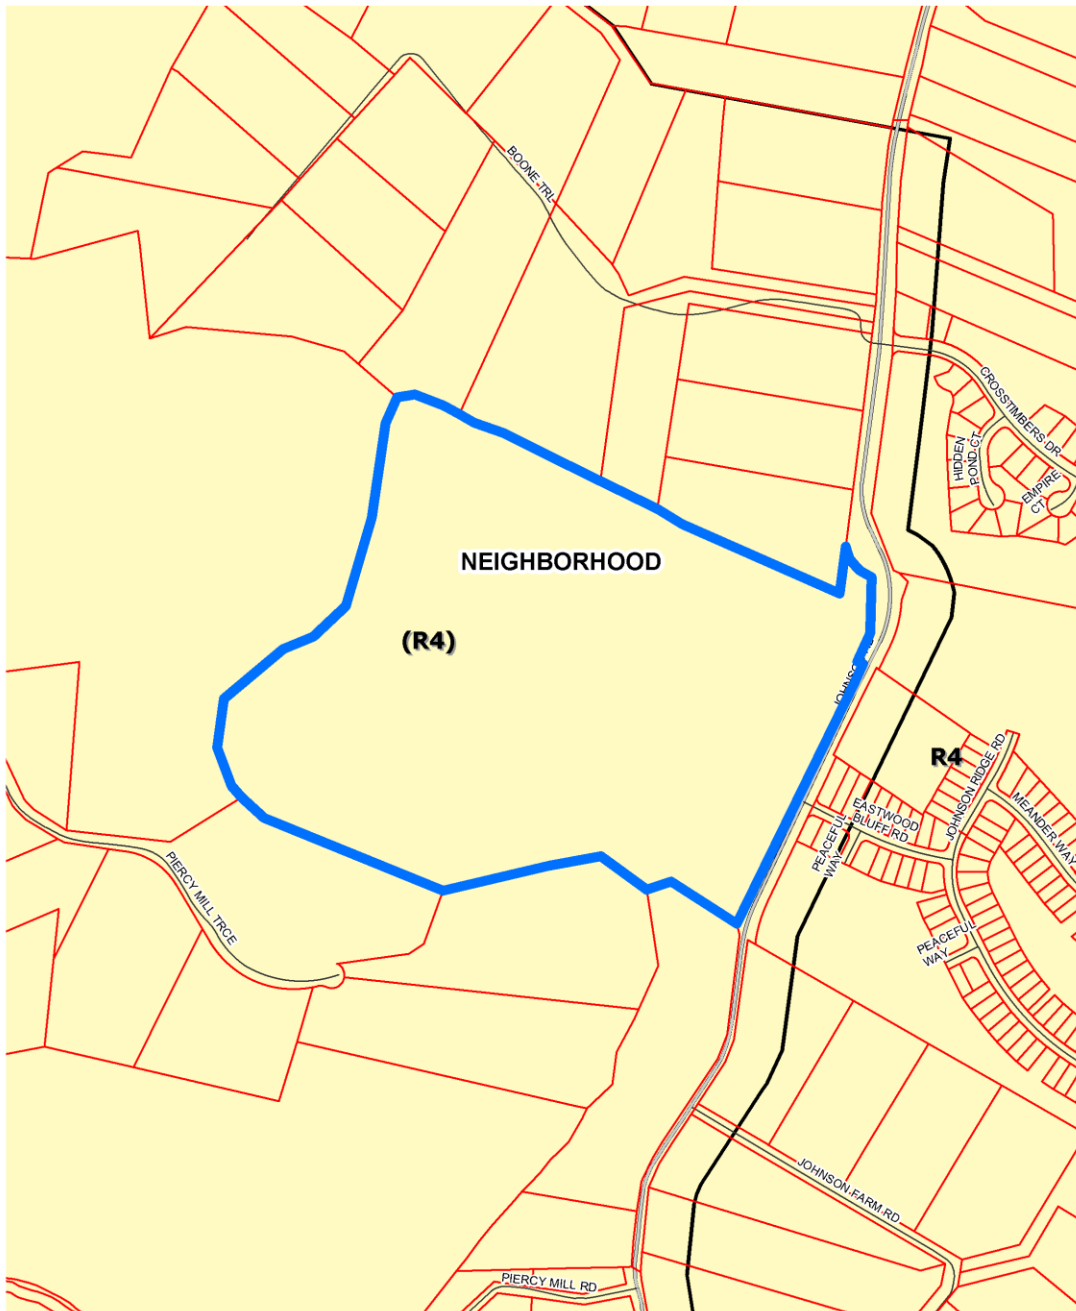 BOONE TRL
CROSSTIMBERS DR
HIDDEN
POND CT
EMPIRE
CT
NEIGHBORHOOD
(R4)
R4
JOHNSON RIDGE RD
MEANDER WAY
EASTWOOD
BLUFF RD
PEACEFUL
WAY
PIERCY MILL TRCE
PEACEFUL
WAY
JOHNSON FARM RD
PIERCY MILL RD